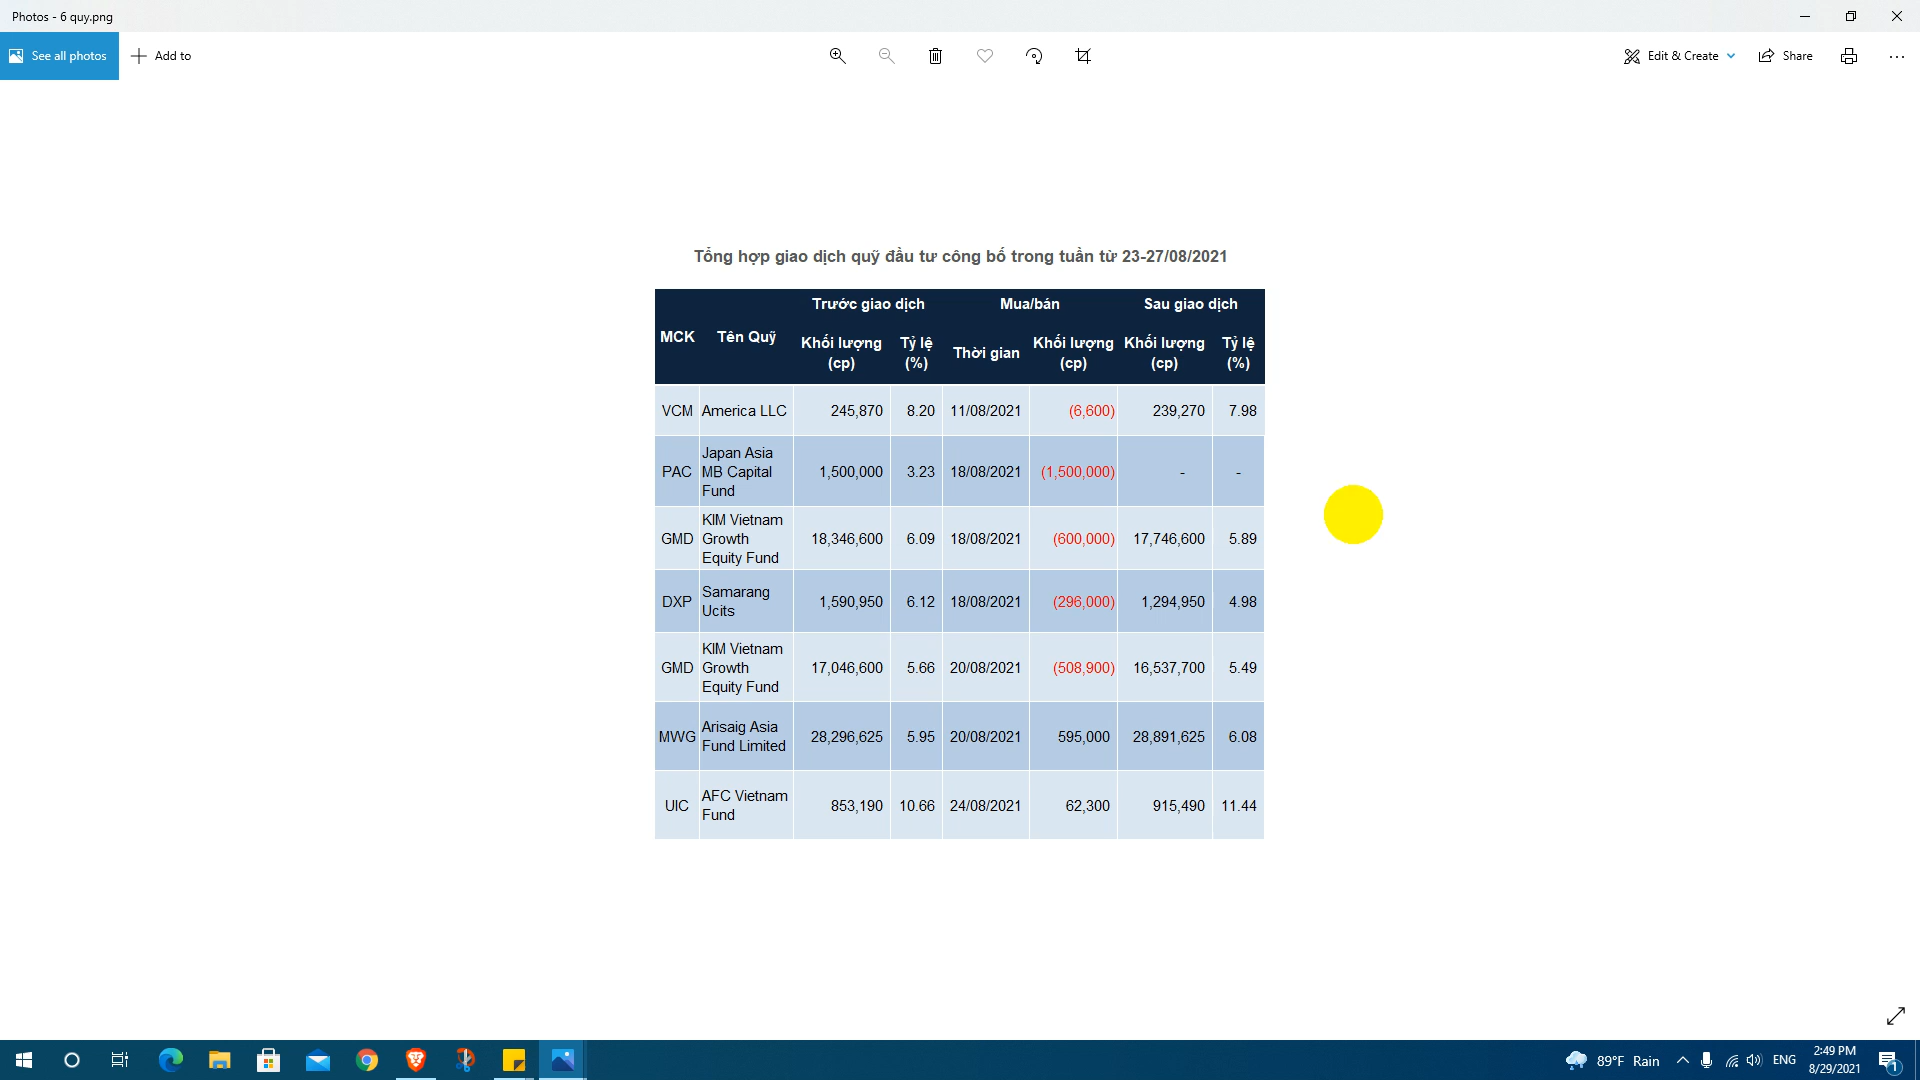 Photos - 6 quy.png
See all photos
Add to
Edit & Create
Share
Tổng hợp giao dịch quỹ đầu tư công bố trong tuần từ 23-27/08/2021
MCK Tên Quỹ Trước giao dịch Mua/bán Sau giao dịch
Khối lượng (cp) Tỷ lệ (%) Thời gian Khối lượng (cp) Khối lượng (cp) Tỷ lệ (%)
VCM America LLC 245,870 8.20 11/08/2021 (6,600) 239,270 7.98
PAC Japan Asia MB Capital Fund 1,500,000 3.23 18/08/2021 (1,500,000) - -
GMD KIM Vietnam Growth Equity Fund 18,346,600 6.09 18/08/2021 (600,000) 17,746,600 5.89
DXP Samarang Ucits 1,590,950 6.12 18/08/2021 (296,000) 1,294,950 4.98
GMD KIM Vietnam Growth Equity Fund 17,046,600 5.66 20/08/2021 (508,900) 16,537,700 5.49
MWG Arisaig Asia Fund Limited 28,296,625 5.95 20/08/2021 595,000 28,891,625 6.08
UIC AFC Vietnam Fund 853,190 10.66 24/08/2021 62,300 915,490 11.44
89°F Rain
ENG
2:49 PM
8/29/2021
1